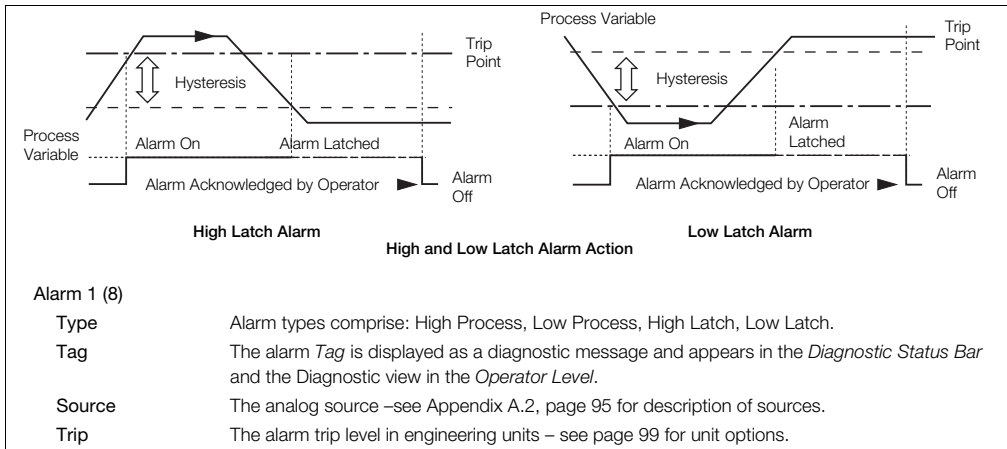 Trip
Point
Hysteresis
Process
Variable
Alarm On
Alarm Latched
Alarm Acknowledged by Operator
Alarm
Off
High Latch Alarm
Process Variable
Trip
Point
Hysteresis
Alarm On
Alarm
Latched
Alarm Acknowledged by Operator
Alarm
Off
Low Latch Alarm
High and Low Latch Alarm Action
Alarm 1 (8)
Type Alarm types comprise: High Process, Low Process, High Latch, Low Latch.
Tag The alarm Tag is displayed as a diagnostic message and appears in the Diagnostic Status Bar
and the Diagnostic view in the Operator Level.
Source The analog source –see Appendix A.2, page 95 for description of sources.
Trip The alarm trip level in engineering units – see page 99 for unit options.